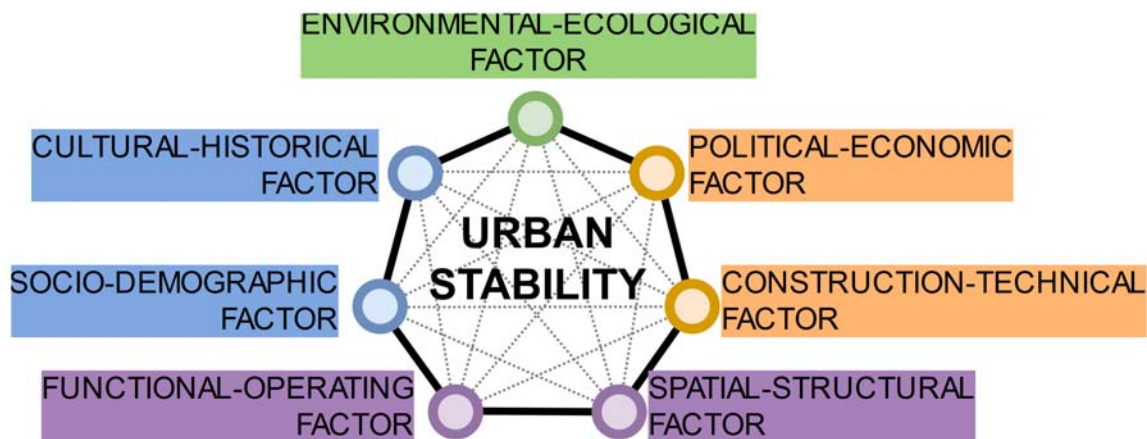 ENVIRONMENTAL-ECOLOGICAL
FACTOR
CULTURAL-HISTORICAL
FACTOR
POLITICAL-ECONOMIC
FACTOR
URBAN
STABILITY
SOCIO-DEMOGRAPHIC
FACTOR
CONSTRUCTION-TECHNICAL
FACTOR
FUNCTIONAL-OPERATING
FACTOR
SPATIAL-STRUCTURAL
FACTOR